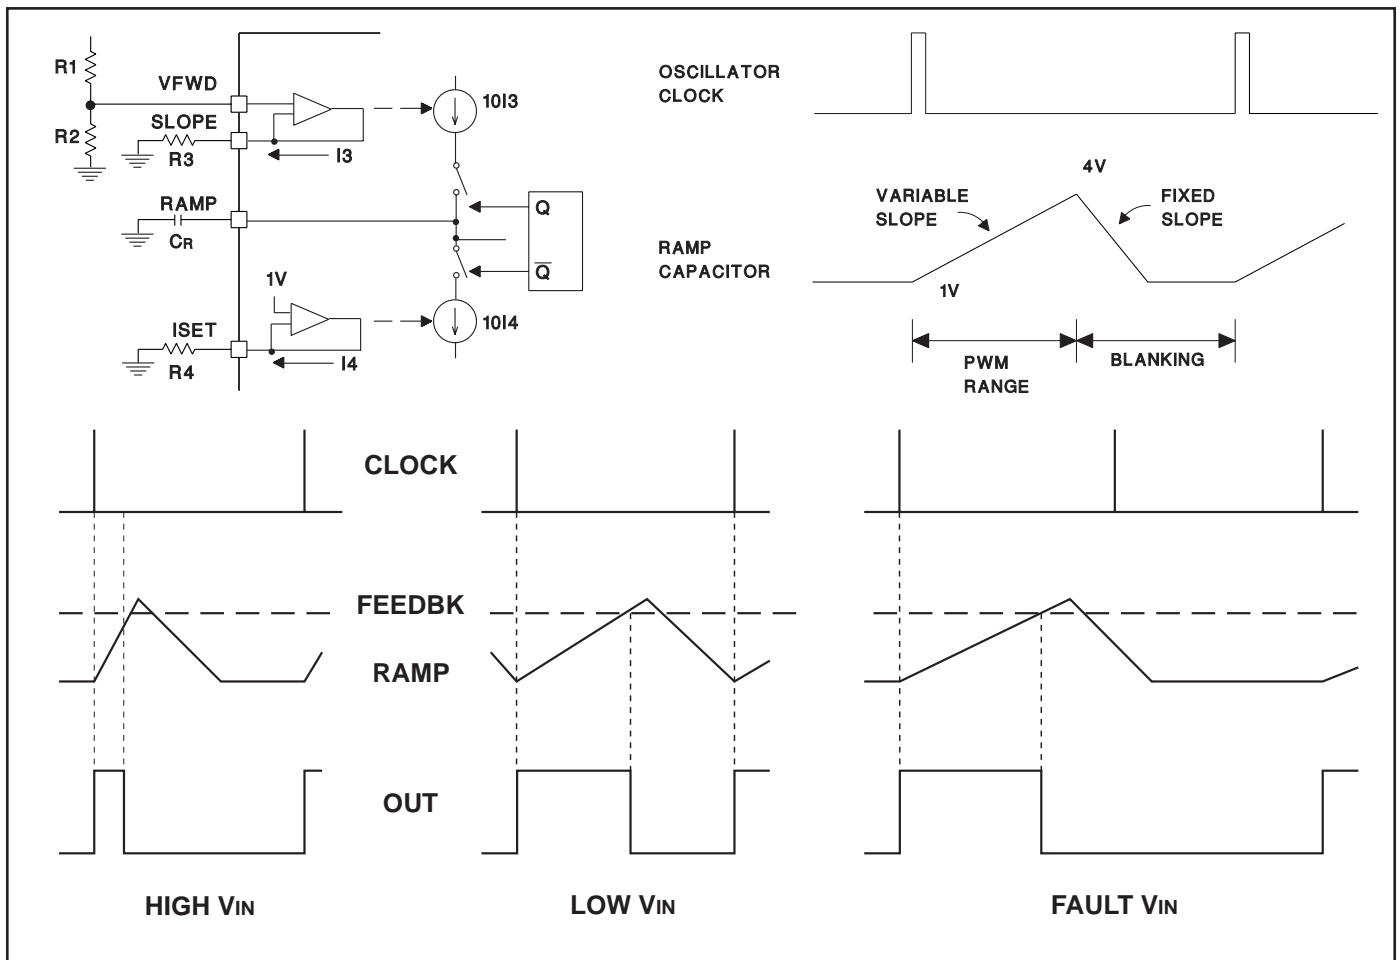 R1
VFWD
R2
SLOPE
R3
I3
10I3
RAMP
CR
Q
Q̅
1V
ISET
R4
I4
10I4
OSCILLATOR
CLOCK
4V
VARIABLE
SLOPE
FIXED
SLOPE
RAMP
CAPACITOR
1V
PWM
RANGE
BLANKING
CLOCK
FEEDBK
RAMP
OUT
HIGH VIN
LOW VIN
FAULT VIN